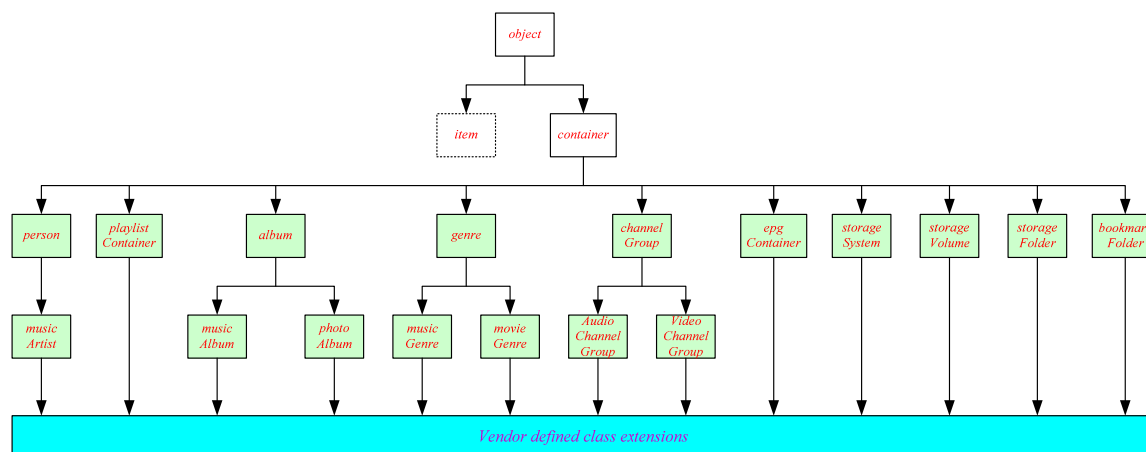 object
item
container
person
playlist
Container
album
genre
channel
Group
epg
Container
storage
System
storage
Volume
storage
Folder
bookmar
Folder
music
Artist
music
Album
photo
Album
music
Genre
movie
Genre
Audio
Channel
Group
Video
Channel
Group
Vendor defined class extensions